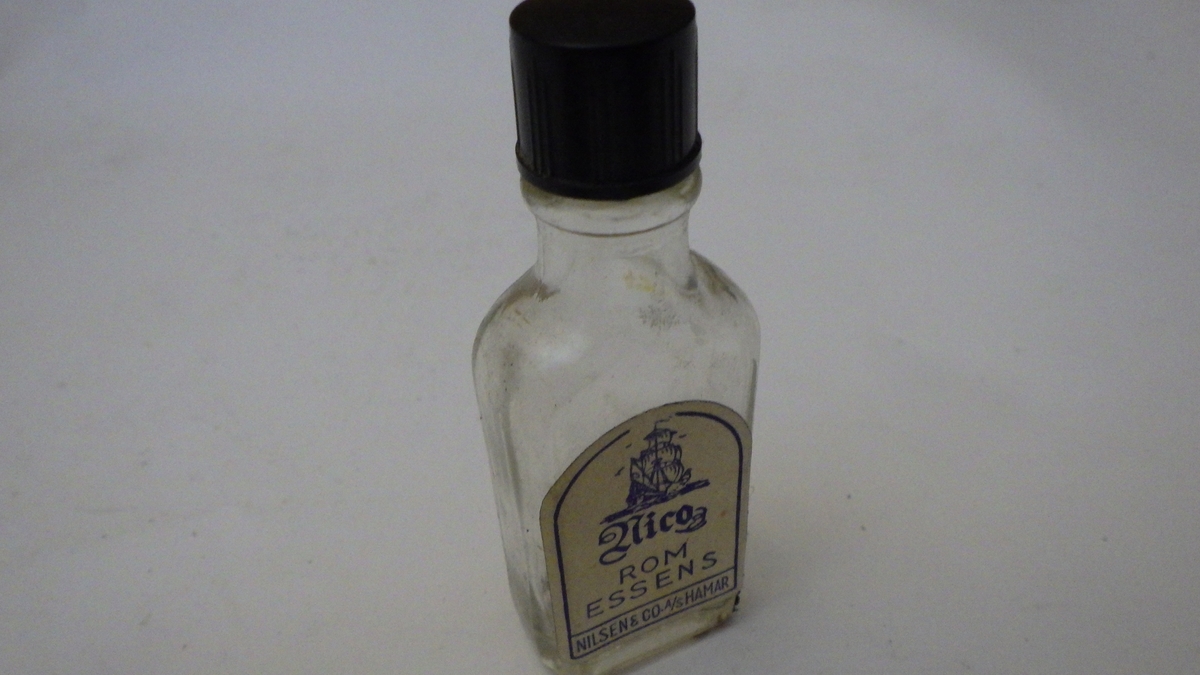 Nico
ROM
ESSENS
NILSEN & CO-A/S HAMAR